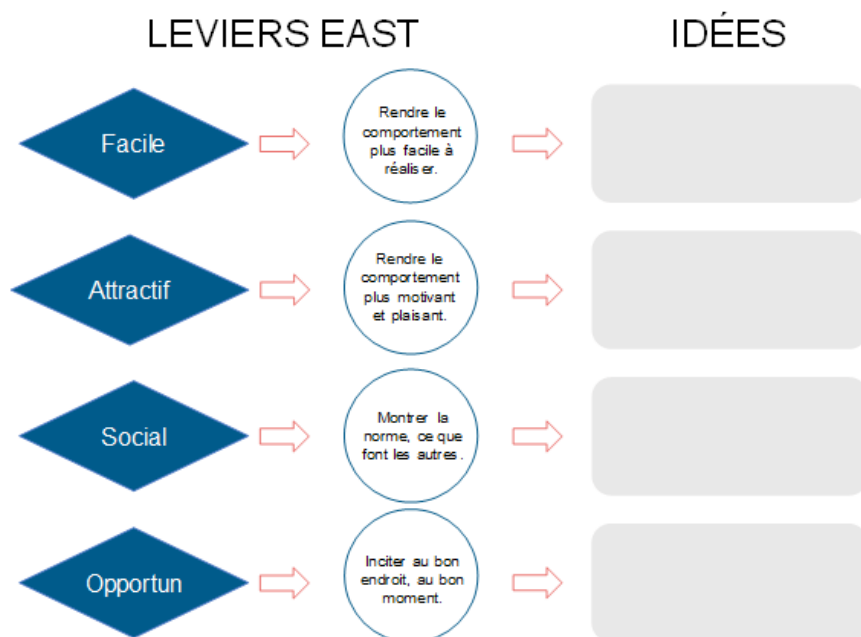 LEVIERS EAST
IDÉES
Facile
Rendre le
comportement
plus facile à
réaliser.
Attractif
Rendre le
comportement
plus motivant
et plaisant.
Social
Montrer la
norme, ce que
font les autres.
Opportun
Inciter au bon
endroit, au bon
moment.